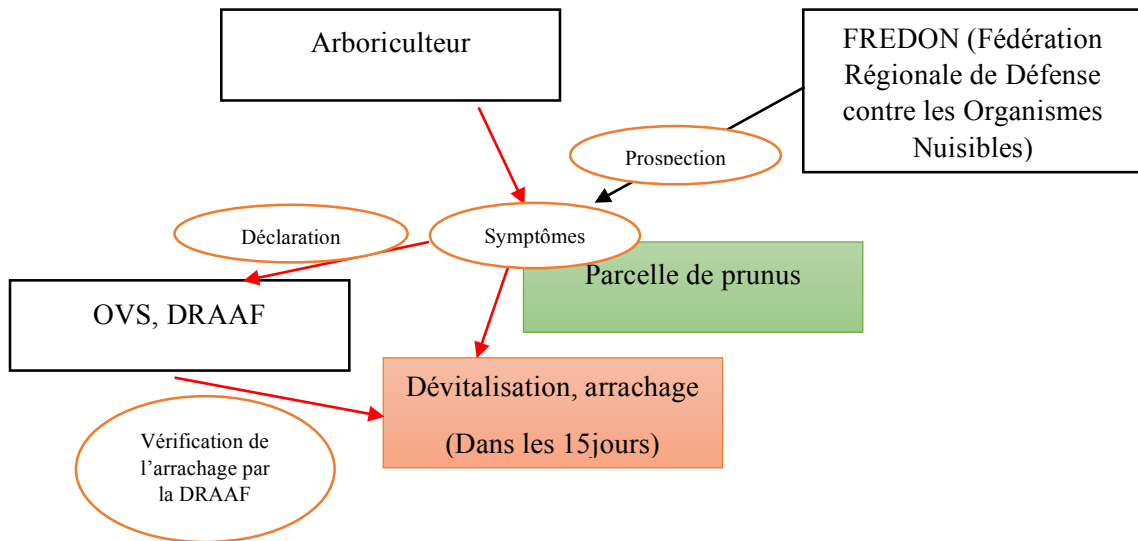 Arboriculteur
FREDON (Fédération
Régionale de Défense
contre les Organismes
Nuisibles)
Prospection
Déclaration
Symptômes
Parcelle de prunus
OVS, DRAAF
Dévitalisation, arrachage
(Dans les 15jours)
Vérification de
l’arrachage par
la DRAAF